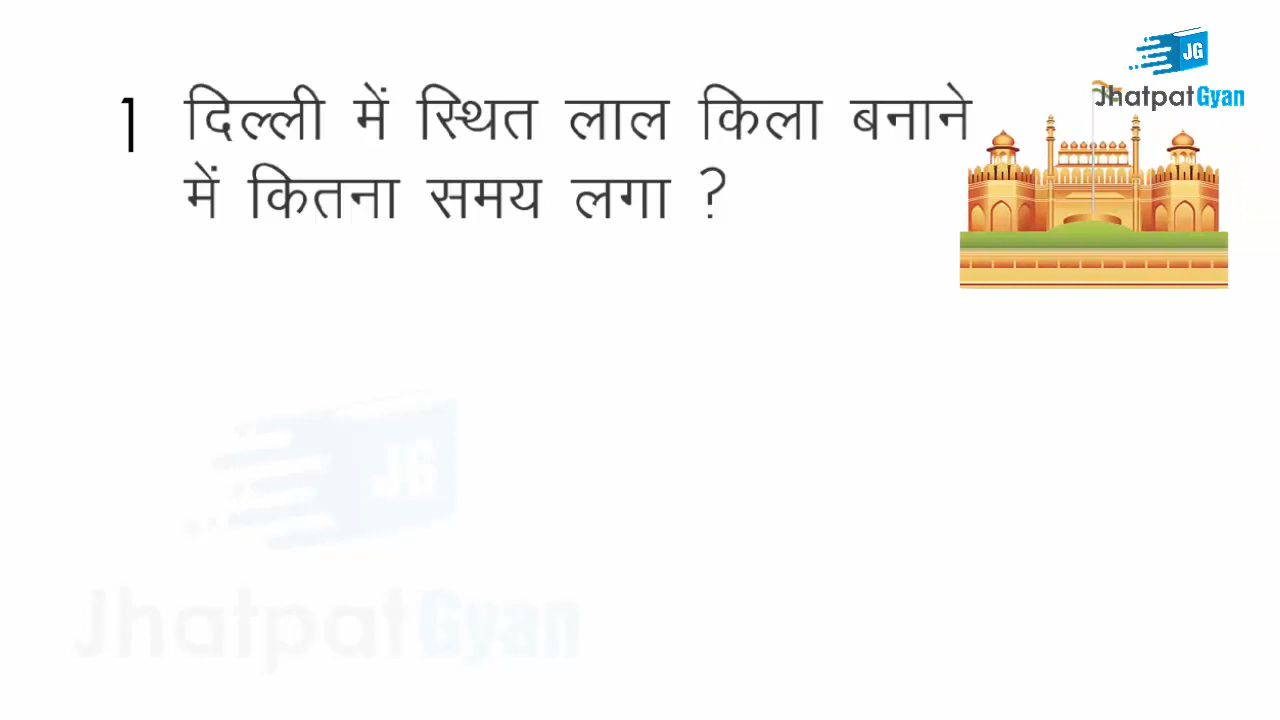 JG
JhatpatGyan
1 दिल्ली में स्थित लाल किला बनाने
में कितना समय लगा ?
JG
JhatpatGyan